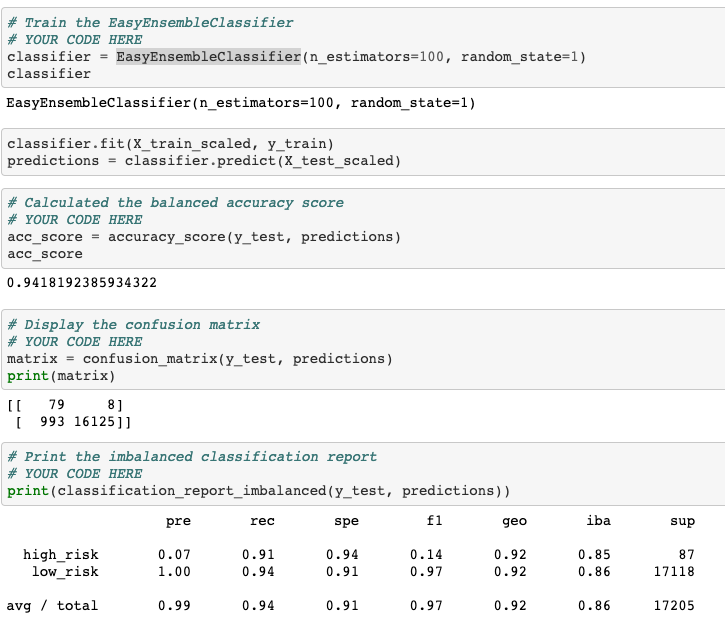 # Train the EasyEnsembleClassifier
# YOUR CODE HERE
classifier = EasyEnsembleClassifier(n_estimators=100, random_state=1)
classifier
EasyEnsembleClassifier(n_estimators=100, random_state=1)
classifier.fit(X_train_scaled, y_train)
predictions = classifier.predict(X_test_scaled)
# Calculated the balanced accuracy score
# YOUR CODE HERE
acc_score = accuracy_score(y_test, predictions)
acc_score
0.9418192385934322
# Display the confusion matrix
# YOUR CODE HERE
matrix = confusion_matrix(y_test, predictions)
print(matrix)
[[   79     8]
 [  993 16125]]
# Print the imbalanced classification report
# YOUR CODE HERE
print(classification_report_imbalanced(y_test, predictions))
                   pre       rec       spe        f1       geo       iba       sup
  high_risk       0.07      0.91      0.94      0.14      0.92      0.85        87
   low_risk       1.00      0.94      0.91      0.97      0.92      0.86     17118
avg / total       0.99      0.94      0.91      0.97      0.92      0.86     17205